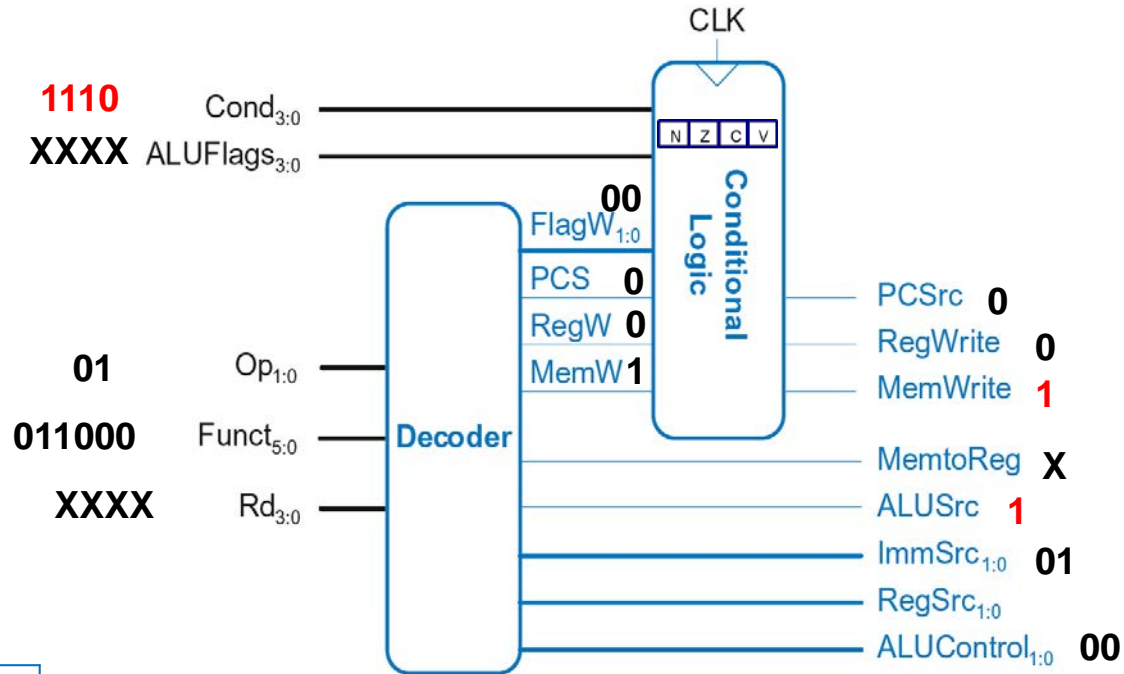 CLK
1110 Cond3:0
XXXX ALUFlags3:0
N Z C V
Conditional
Logic
00
FlagW1:0
PCS 0
RegW 0
MemW 1
PCSrc 0
RegWrite 0
MemWrite 1
01 Op1:0
011000 Funct5:0
XXXX Rd3:0
Decoder
MemtoReg X
ALUSrc 1
ImmSrc1:0 01
RegSrc1:0
ALUControl1:0 00